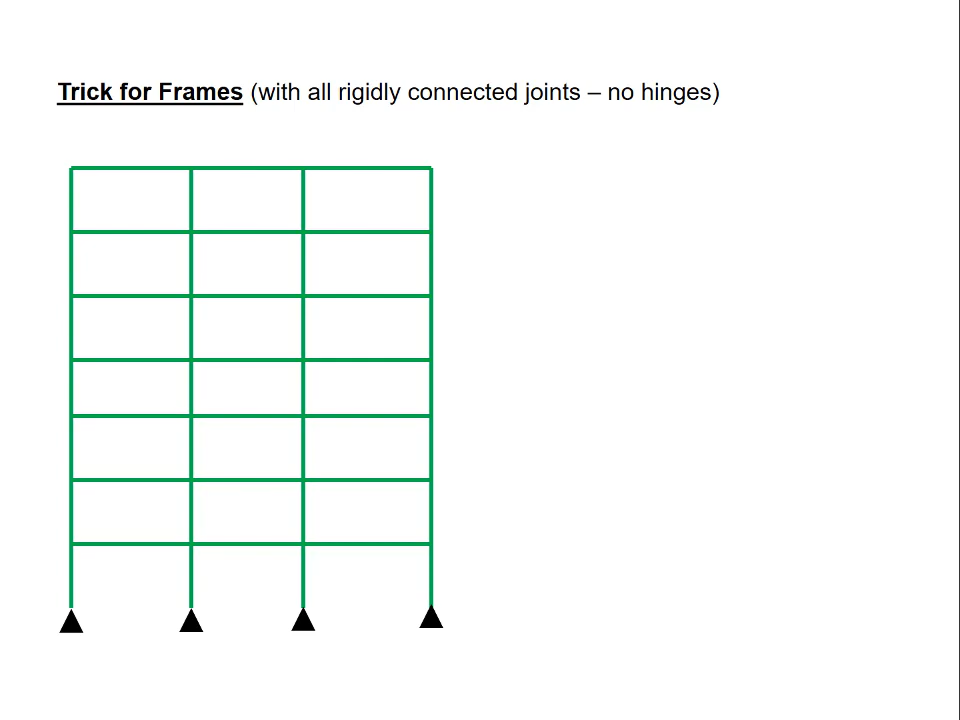 Trick for Frames (with all rigidly connected joints – no hinges)